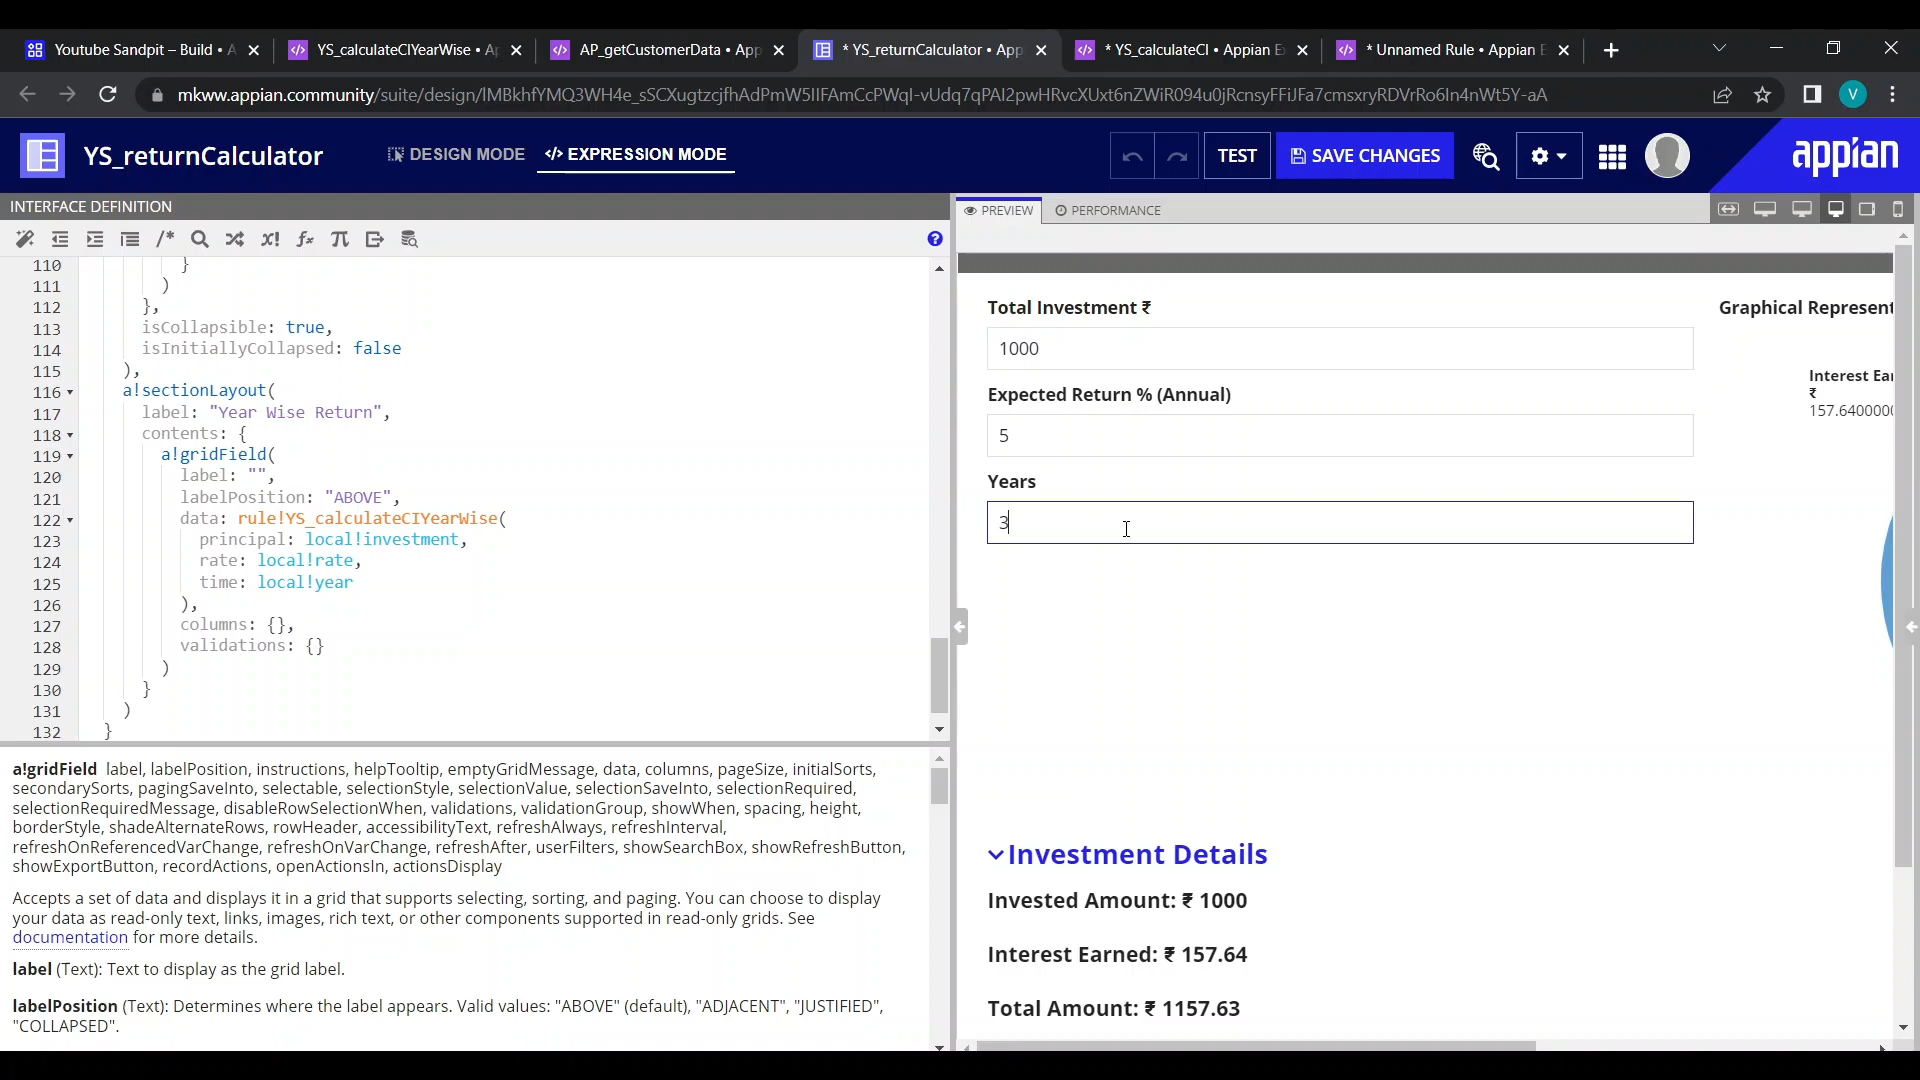 Youtube Sandpit – Build • A
YS_calculateCIYearWise • Ap
AP_getCustomerData • App
* YS_returnCalculator • App
* YS_calculateCI • Appian E
* Unnamed Rule • Appian E
V
YS_returnCalculator
DESIGN MODE
</> EXPRESSION MODE
TEST
SAVE CHANGES
appian
INTERFACE DEFINITION
PREVIEW
PERFORMANCE
110 }
111 )
112 },
113 isCollapsible: true,
114 isInitiallyCollapsed: false
115 ),
116 a!sectionLayout(
117 label: "Year Wise Return",
118 contents: {
119 a!gridField(
120 label: "",
121 labelPosition: "ABOVE",
122 data: rule!YS_calculateCIYearWise(
123 principal: local!investment,
124 rate: local!rate,
125 time: local!year
126 ),
127 columns: {},
128 validations: {}
129 )
130 }
131 )
132 }
a!gridField label, labelPosition, instructions, helpTooltip, emptyGridMessage, data, columns, pageSize, initialSorts,
secondarySorts, pagingSaveInto, selectable, selectionStyle, selectionValue, selectionSaveInto, selectionRequired,
selectionRequiredMessage, disableRowSelectionWhen, validations, validationGroup, showWhen, spacing, height,
borderStyle, shadeAlternateRows, rowHeader, accessibilityText, refreshAlways, refreshInterval,
refreshOnReferencedVarChange, refreshOnVarChange, refreshAfter, userFilters, showSearchBox, showRefreshButton,
showExportButton, recordActions, openActionsIn, actionsDisplay
Accepts a set of data and displays it in a grid that supports selecting, sorting, and paging. You can choose to display
your data as read-only text, links, images, rich text, or other components supported in read-only grids. See
documentation for more details.
label (Text): Text to display as the grid label.
labelPosition (Text): Determines where the label appears. Valid values: "ABOVE" (default), "ADJACENT", "JUSTIFIED",
"COLLAPSED".
Total Investment ₹
1000
Expected Return % (Annual)
5
Years
3
Graphical Represent
Interest Ear
₹
157.640000
Investment Details
Invested Amount: ₹ 1000
Interest Earned: ₹ 157.64
Total Amount: ₹ 1157.63